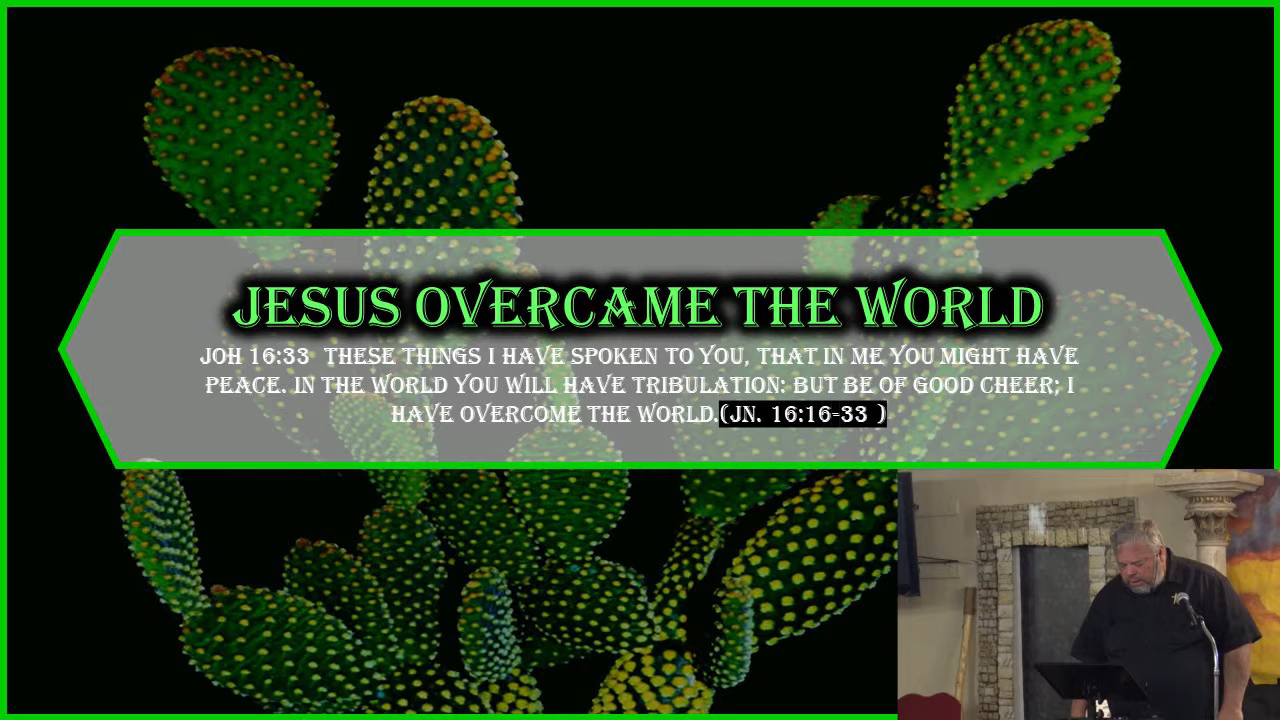 JESUS OVERCAME THE WORLD
JOH 16:33  THESE THINGS I HAVE SPOKEN TO YOU, THAT IN ME YOU MIGHT HAVE
PEACE. IN THE WORLD YOU WILL HAVE TRIBULATION: BUT BE OF GOOD CHEER; I
HAVE OVERCOME THE WORLD.(JN. 16:16-33 )